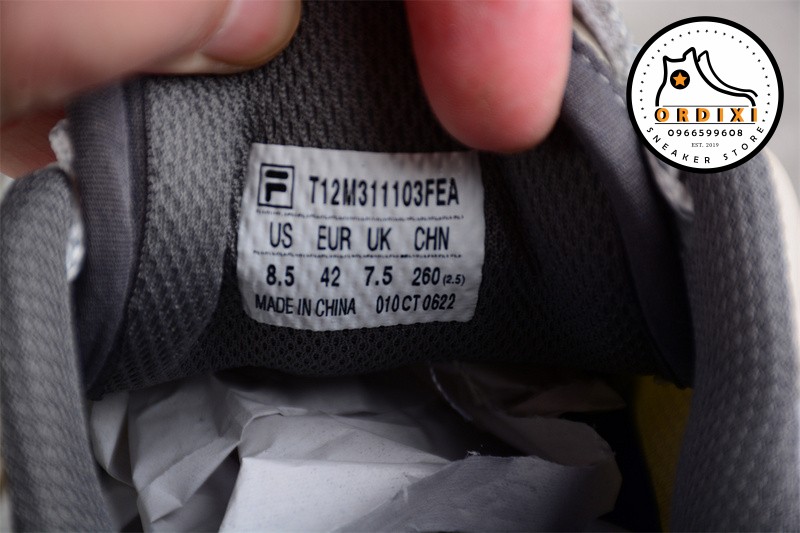 T12M311103FEA
US EUR UK CHN
8.5 42 7.5 260(2.5)
MADE IN CHINA 010CT0622
ORDIXI
0966599608
EST. 2019
SNEAKER STORE